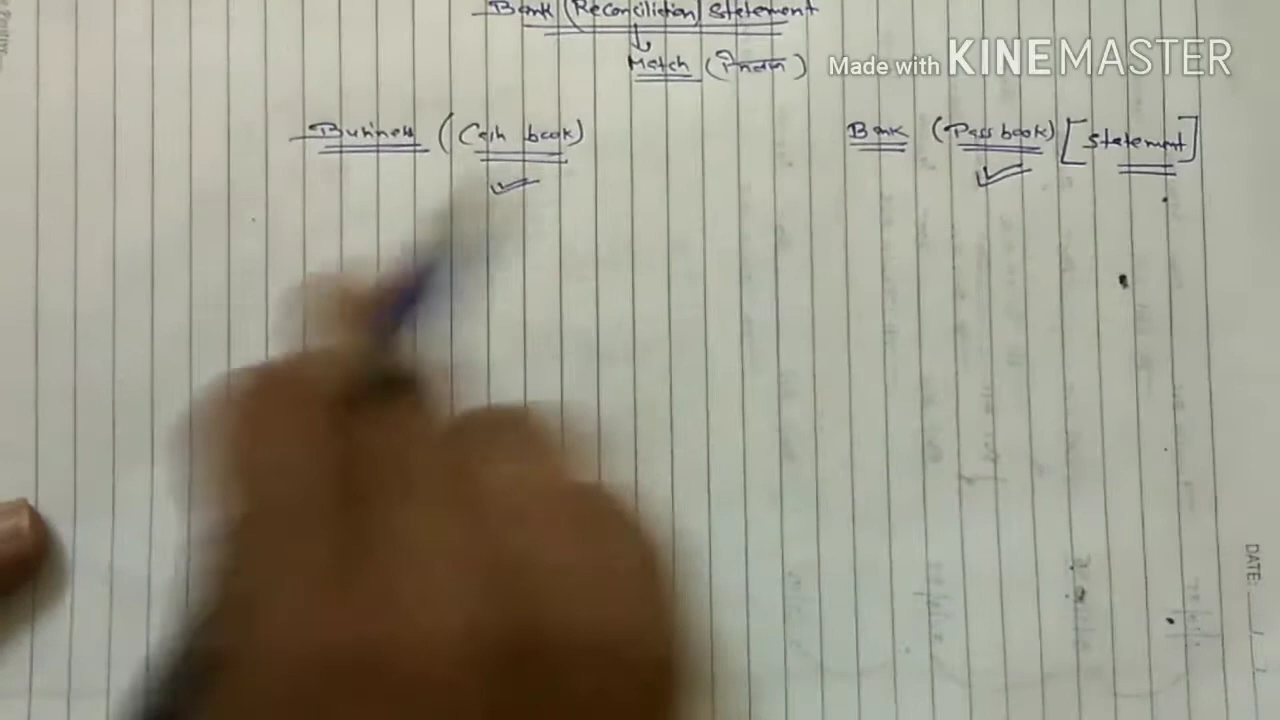 Bank (Reconciliation) Statement
Match (मिलान)
Made with KINEMASTER
Business (Cash book)
Bank (Pass book) [Statement]
DATE: